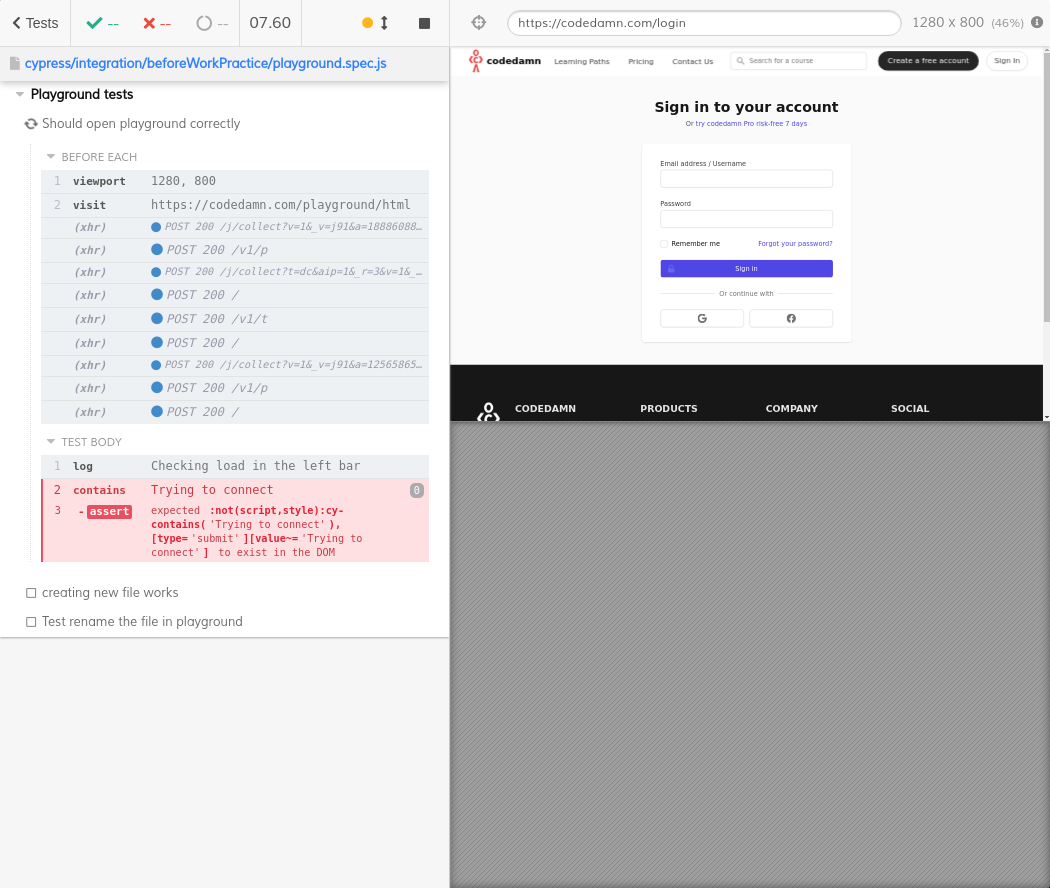 Tests
--
--
--
07.60
https://codedamn.com/login
1280 x 800 (46%)
cypress/integration/beforeWorkPractice/playground.spec.js
Playground tests
Should open playground correctly
BEFORE EACH
1 viewport 1280, 800
2 visit https://codedamn.com/playground/html
(xhr) POST 200 /j/collect?v=1&_v=j91&a=18886088…
(xhr) POST 200 /v1/p
(xhr) POST 200 /j/collect?t=dc&aip=1&_r=3&v=1&_…
(xhr) POST 200 /
(xhr) POST 200 /v1/t
(xhr) POST 200 /
(xhr) POST 200 /j/collect?v=1&_v=j91&a=12565865…
(xhr) POST 200 /v1/p
(xhr) POST 200 /
TEST BODY
1 log Checking load in the left bar
2 contains Trying to connect 0
3 -assert expected :not(script,style):cy-
contains('Trying to connect'),
[type='submit'][value~='Trying to
connect'] to exist in the DOM
creating new file works
Test rename the file in playground
codedamn Learning Paths Pricing Contact Us Search for a course Create a free account Sign In
Sign in to your account
Or try codedamn Pro risk-free 7 days
Email address / Username
Password
Remember me Forgot your password?
Sign in
Or continue with
CODEDAMN PRODUCTS COMPANY SOCIAL